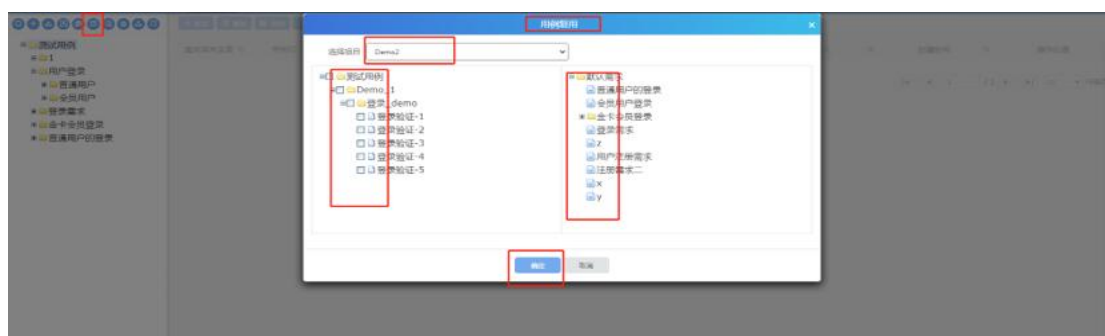 用例引用
×
选择项目 Demo2
测试用例
Demo_1
登录_demo
登录验证-1
登录验证-2
登录验证-3
登录验证-4
登录验证-5
默认需求
普通用户的登录
会员用户登录
金卡会员登录
登录需求
z
用户注册需求
注册需求二
x
y
确定 取消
测试用例
1
用户登录
普通用户
会员用户
登录需求
金卡会员登录
普通用户的登录